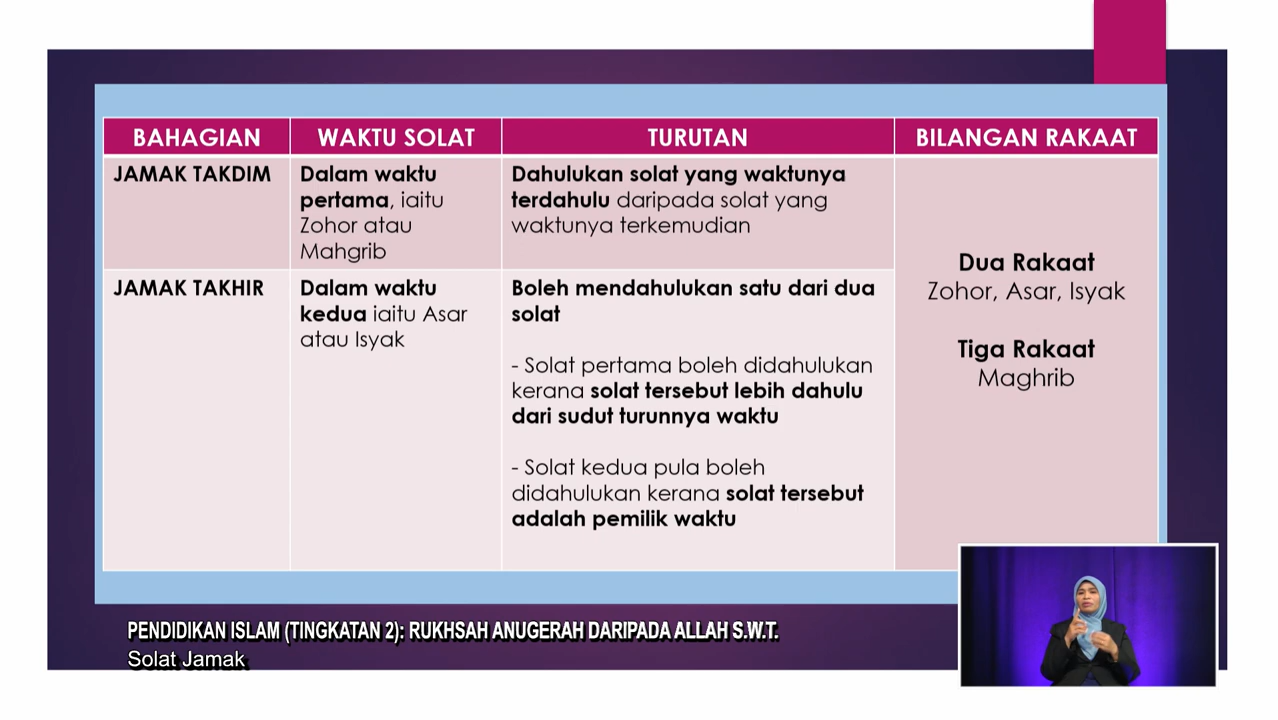 BAHAGIAN
WAKTU SOLAT
TURUTAN
BILANGAN RAKAAT
JAMAK TAKDIM
Dalam waktu
pertama, iaitu
Zohor atau
Mahgrib
Dahulukan solat yang waktunya
terdahulu daripada solat yang
waktunya terkemudian
JAMAK TAKHIR
Dalam waktu
kedua iaitu Asar
atau Isyak
Boleh mendahulukan satu dari dua
solat
- Solat pertama boleh didahulukan
kerana solat tersebut lebih dahulu
dari sudut turunnya waktu
- Solat kedua pula boleh
didahulukan kerana solat tersebut
adalah pemilik waktu
Dua Rakaat
Zohor, Asar, Isyak
Tiga Rakaat
Maghrib
PENDIDIKAN ISLAM (TINGKATAN 2): RUKHSAH ANUGERAH DARIPADA ALLAH S.W.T.
Solat Jamak